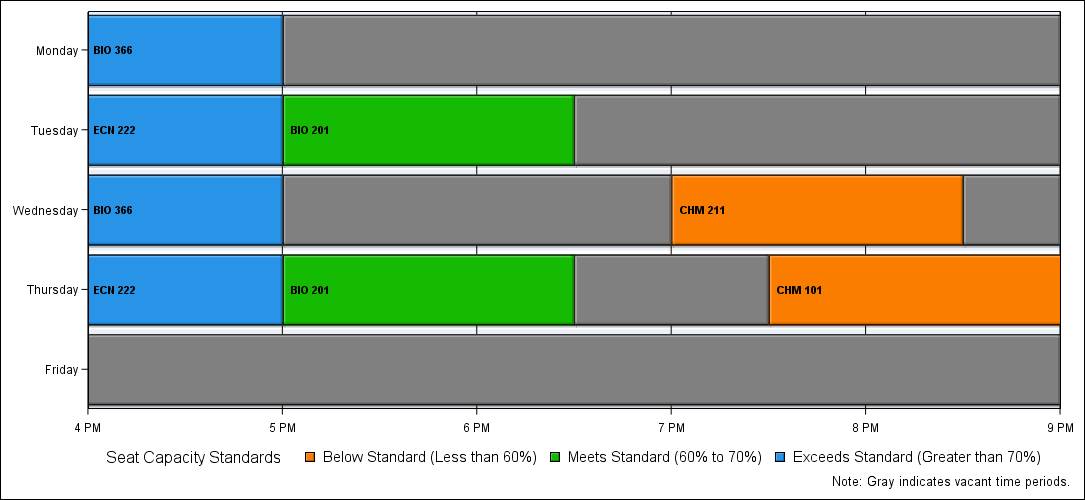 Monday BIO 366
Tuesday ECN 222 BIO 201
Wednesday BIO 366 CHM 211
Thursday ECN 222 BIO 201 CHM 101
Friday
4 PM 5 PM 6 PM 7 PM 8 PM 9 PM
Seat Capacity Standards Below Standard (Less than 60%) Meets Standard (60% to 70%) Exceeds Standard (Greater than 70%)
Note: Gray indicates vacant time periods.